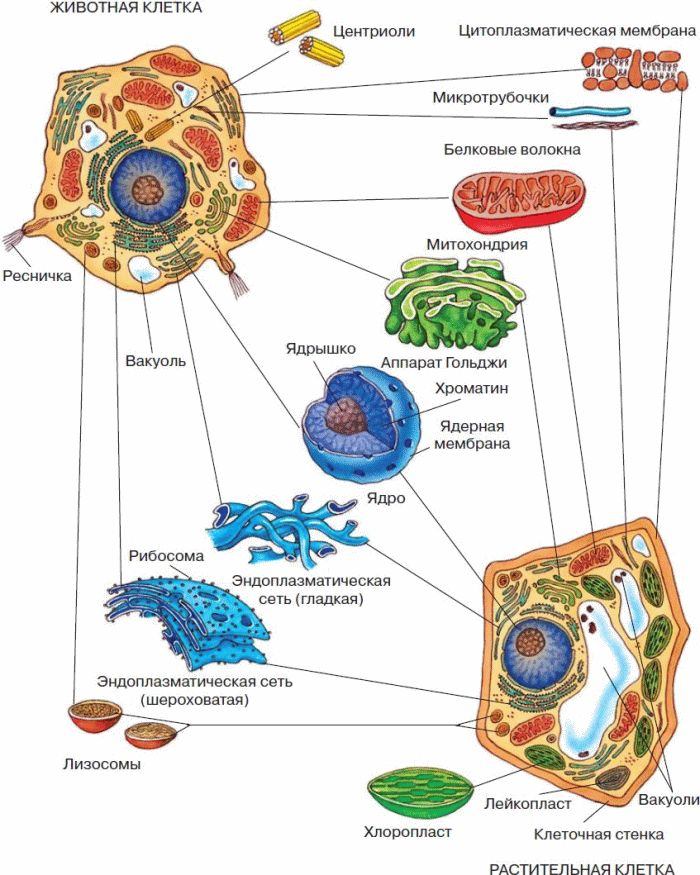 ЖИВОТНАЯ КЛЕТКА
Центриоли
Цитоплазматическая мембрана
Микротрубочки
Белковые волокна
Митохондрия
Ресничка
Вакуоль
Аппарат Гольджи
Ядрышко
Хроматин
Ядерная
мембрана
Ядро
Рибосома
Эндоплазматическая
сеть (гладкая)
Эндоплазматическая сеть
(шероховатая)
Лизосомы
Хлоропласт
Лейкопласт
Вакуоли
Клеточная стенка
РАСТИТЕЛЬНАЯ КЛЕТКА